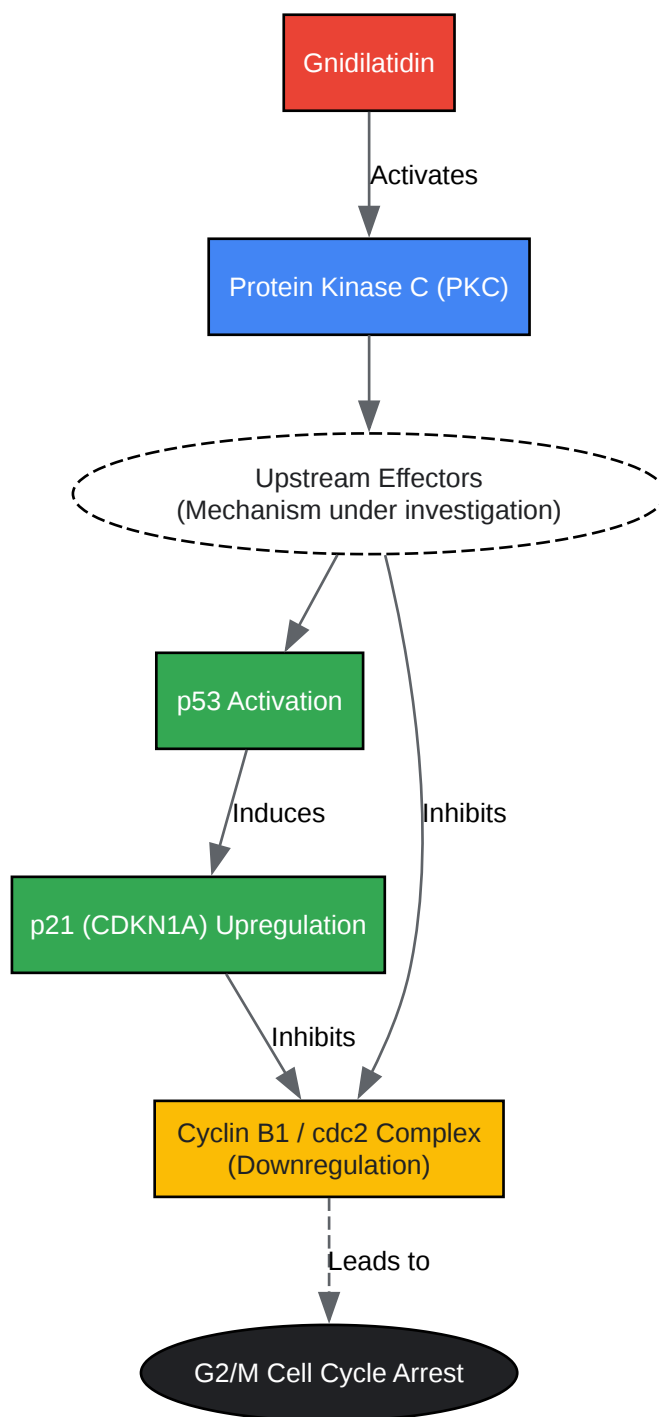 Gnidilatidin
Activates
Protein Kinase C (PKC)
Upstream Effectors
(Mechanism under investigation)
p53 Activation
Induces
Inhibits
p21 (CDKN1A) Upregulation
Inhibits
Cyclin B1 / cdc2 Complex
(Downregulation)
Leads to
G2/M Cell Cycle Arrest